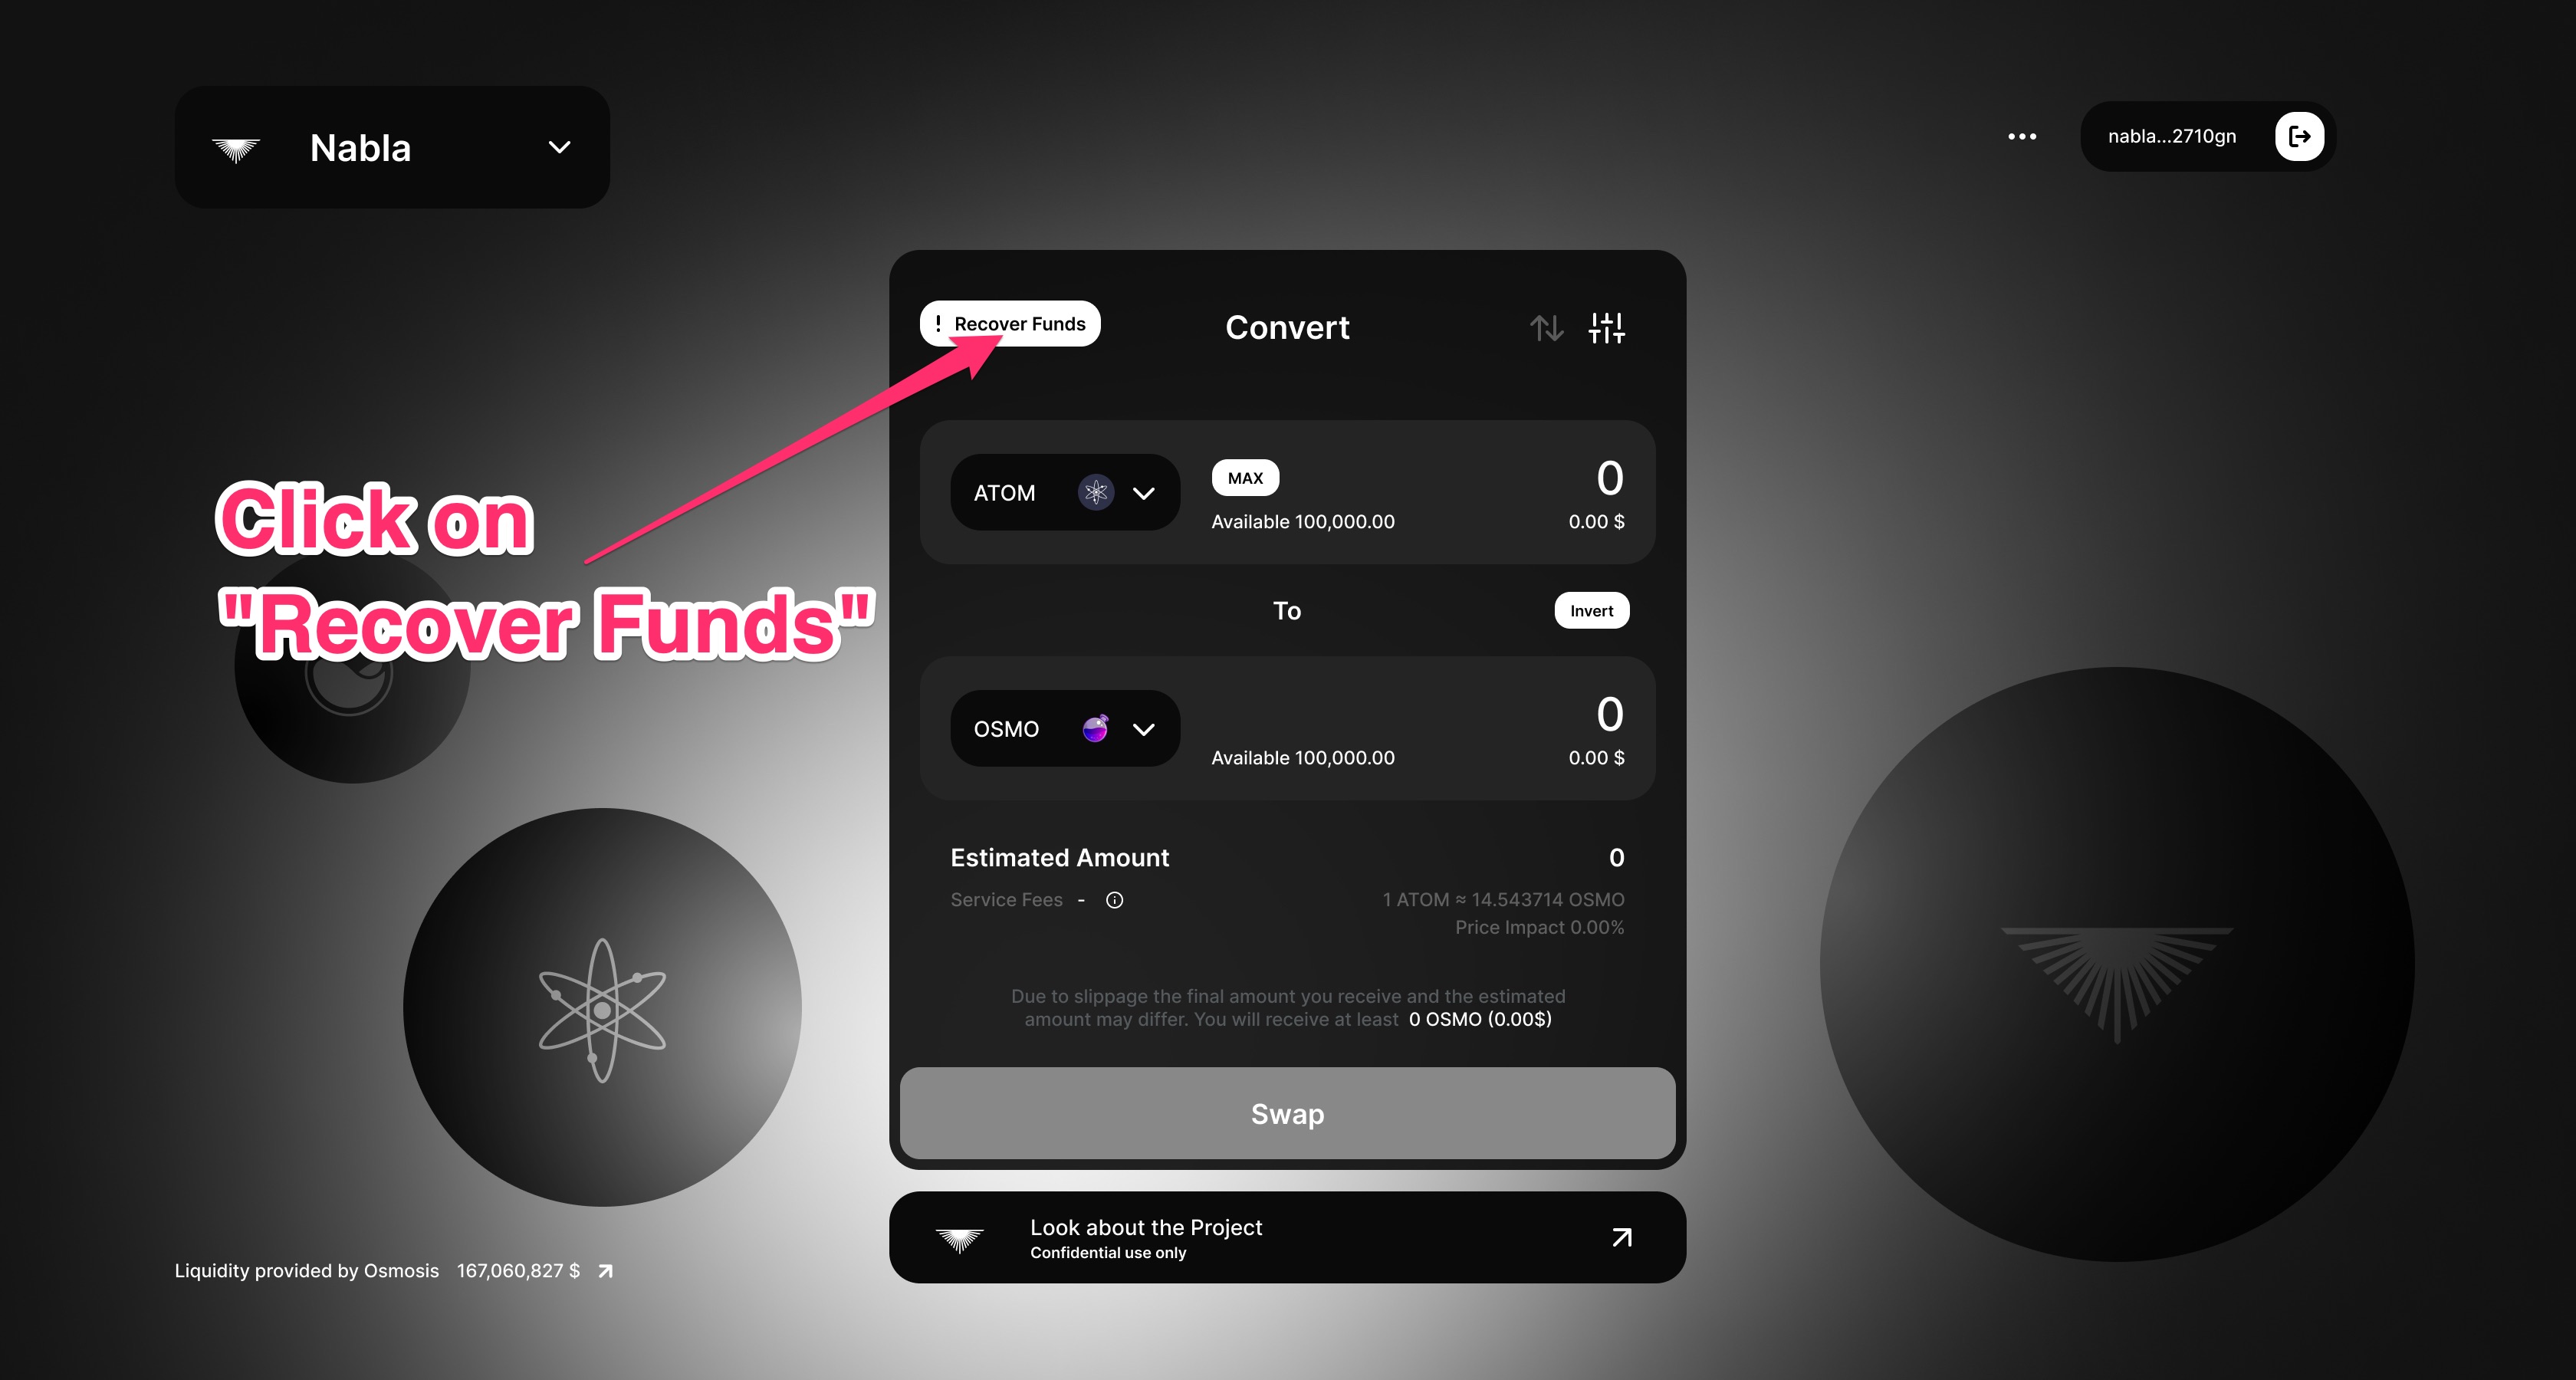 Nabla
nabla...2710gn
! Recover Funds
Convert
Click on
"Recover Funds"
ATOM
MAX
0
Available 100,000.00
0.00 $
To
Invert
OSMO
0
Available 100,000.00
0.00 $
Estimated Amount
0
Service Fees -
1 ATOM ≈ 14.543714 OSMO
Price Impact 0.00%
Due to slippage the final amount you receive and the estimated
amount may differ. You will receive at least 0 OSMO (0.00$)
Swap
Look about the Project
Confidential use only
Liquidity provided by Osmosis 167,060,827 $